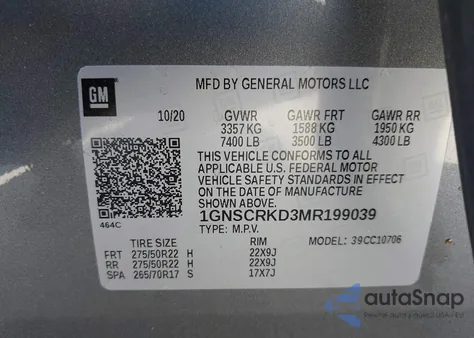 GM
MFD BY GENERAL MOTORS LLC
10/20 GVWR GAWR FRT GAWR RR
3357 KG 1588 KG 1950 KG
7400 LB 3500 LB 4300 LB
THIS VEHICLE CONFORMS TO ALL
APPLICABLE U.S. FEDERAL MOTOR
VEHICLE SAFETY STANDARDS IN EFFECT
ON THE DATE OF MANUFACTURE
SHOWN ABOVE.
464C
1GNSCRKD3MR199039
TYPE: M.P.V. MODEL: 39CC10706
TIRE SIZE RIM
FRT 275/50R22 H 22X9J
RR 275/50R22 H 22X9J
SPA 265/70R17 S 17X7J
autoSnap